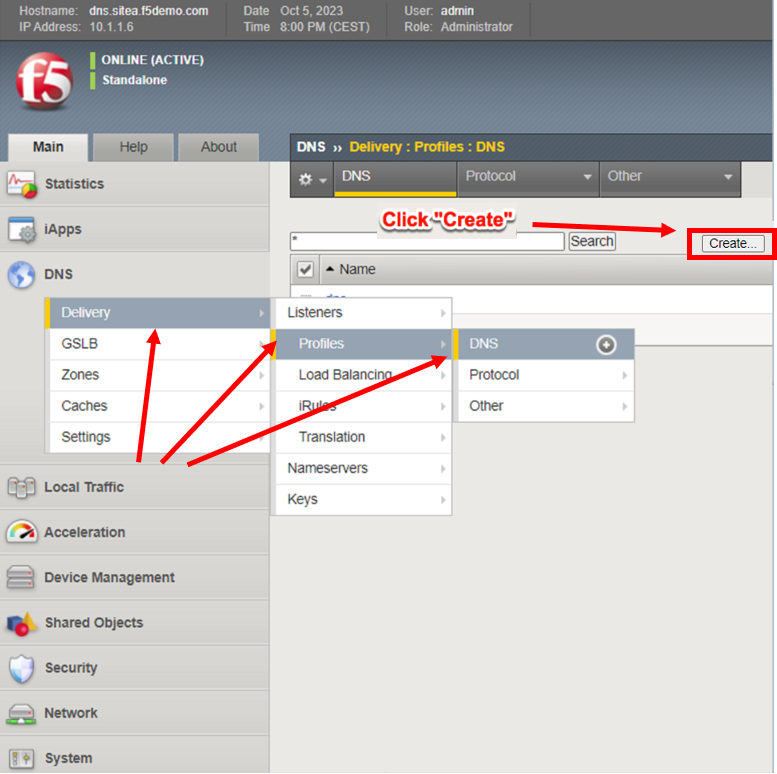 Hostname: dns.sitea.f5demo.com Date Oct 5, 2023 User: admin
IP Address: 10.1.1.6 Time 8:00 PM (CEST) Role: Administrator
f5
ONLINE (ACTIVE)
Standalone
Main Help About
DNS ›› Delivery : Profiles : DNS
DNS Protocol Other
Click "Create"
* Search Create...
Name
Statistics
iApps
DNS
Delivery
GSLB
Zones
Caches
Settings
Listeners
Profiles
Load Balancing
iRules
Translation
Nameservers
Keys
DNS
Protocol
Other
Local Traffic
Acceleration
Device Management
Shared Objects
Security
Network
System